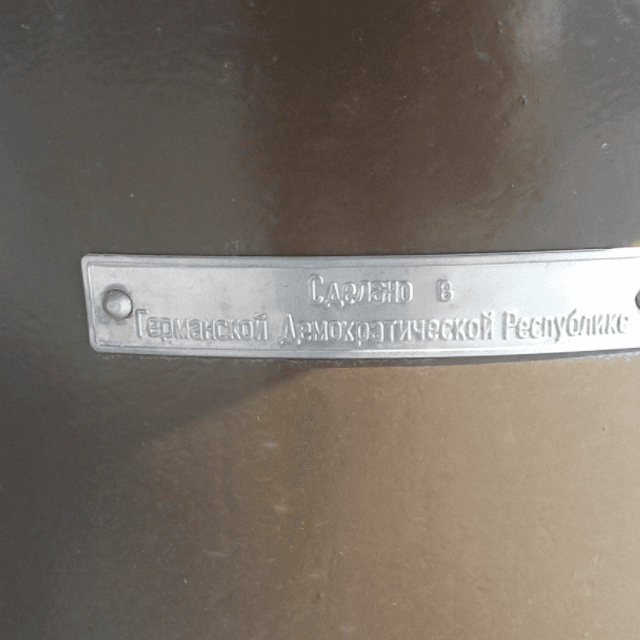 Сделано в
Германской Демократической Республике